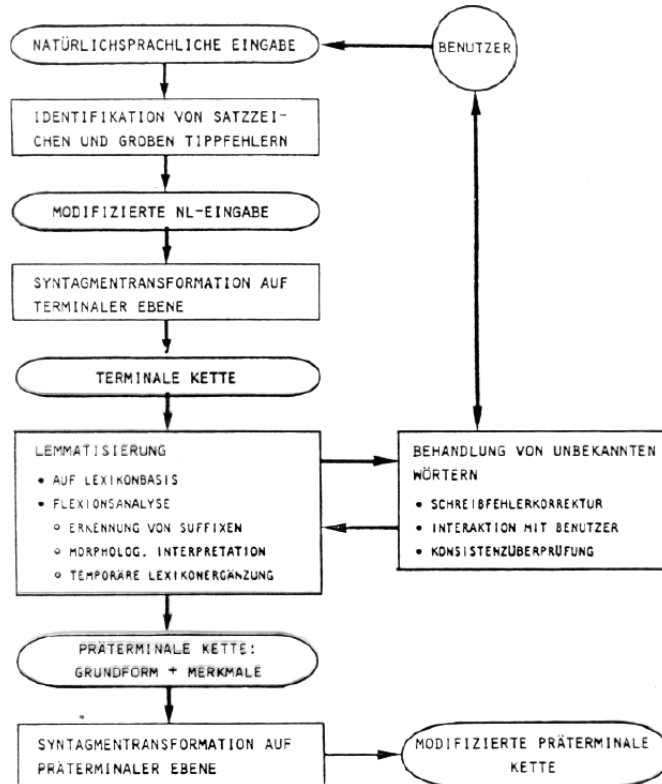 NATÜRLICHSPRACHLICHE EINGABE
BENUTZER
IDENTIFIKATION VON SATZZEI-
CHEN UND GROBEN TIPPFEHLERN
MODIFIZIERTE NL-EINGABE
SYNTAGMENTRANSFORMATION AUF
TERMINALER EBENE
TERMINALE KETTE
LEMMATISIERUNG
• AUF LEXIKONBASIS
• FLEXIONSANALYSE
o ERKENNUNG VON SUFFIXEN
o MORPHOLOG. INTERPRETATION
o TEMPORÄRE LEXIKONERGÄNZUNG
BEHANDLUNG VON UNBEKANNTEN
WÖRTERN
• SCHREIBFEHLERKORREKTUR
• INTERAKTION MIT BENUTZER
• KONSISTENZÜBERPRÜFUNG
PRÄTERMINALE KETTE:
GRUNDFORM + MERKMALE
SYNTAGMENTRANSFORMATION AUF
PRÄTERMINALER EBENE
MODIFIZIERTE PRÄTERMINALE
KETTE